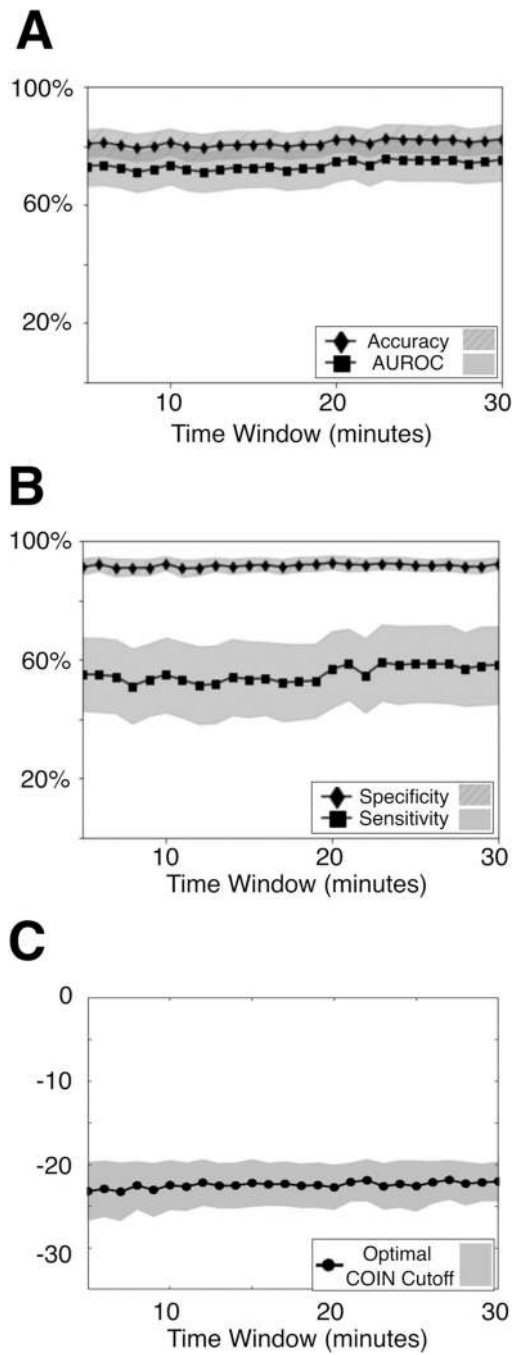 A
100%
60%
20%
Accuracy
AUROC
10
20
30
Time Window (minutes)
B
100%
60%
20%
Specificity
Sensitivity
10
20
30
Time Window (minutes)
C
0
-10
-20
-30
Optimal
COIN Cutoff
10
20
30
Time Window (minutes)